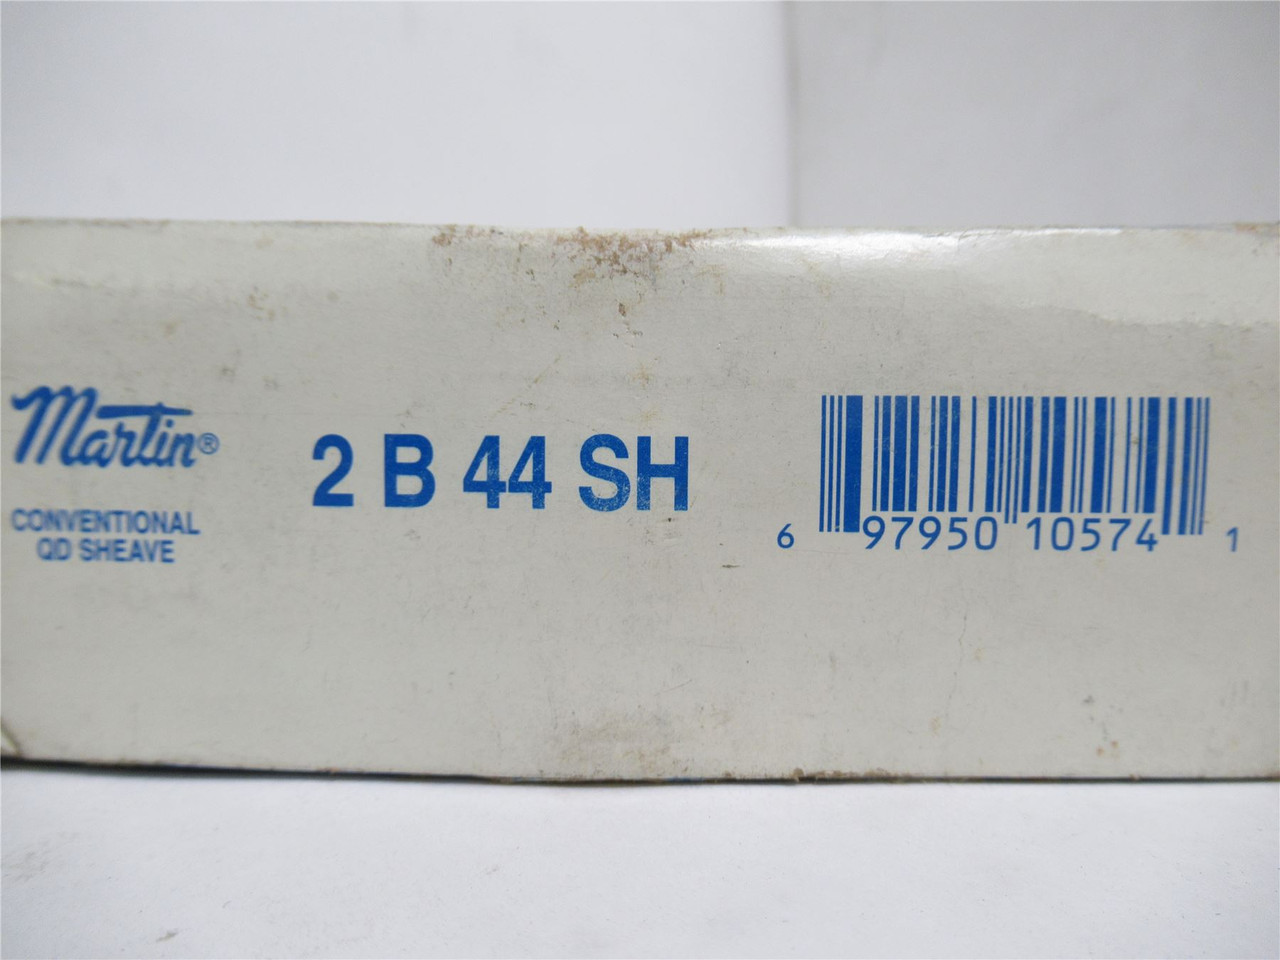 Martin®
CONVENTIONAL
QD SHEAVE
2 B 44 SH
6 97950 10574 1